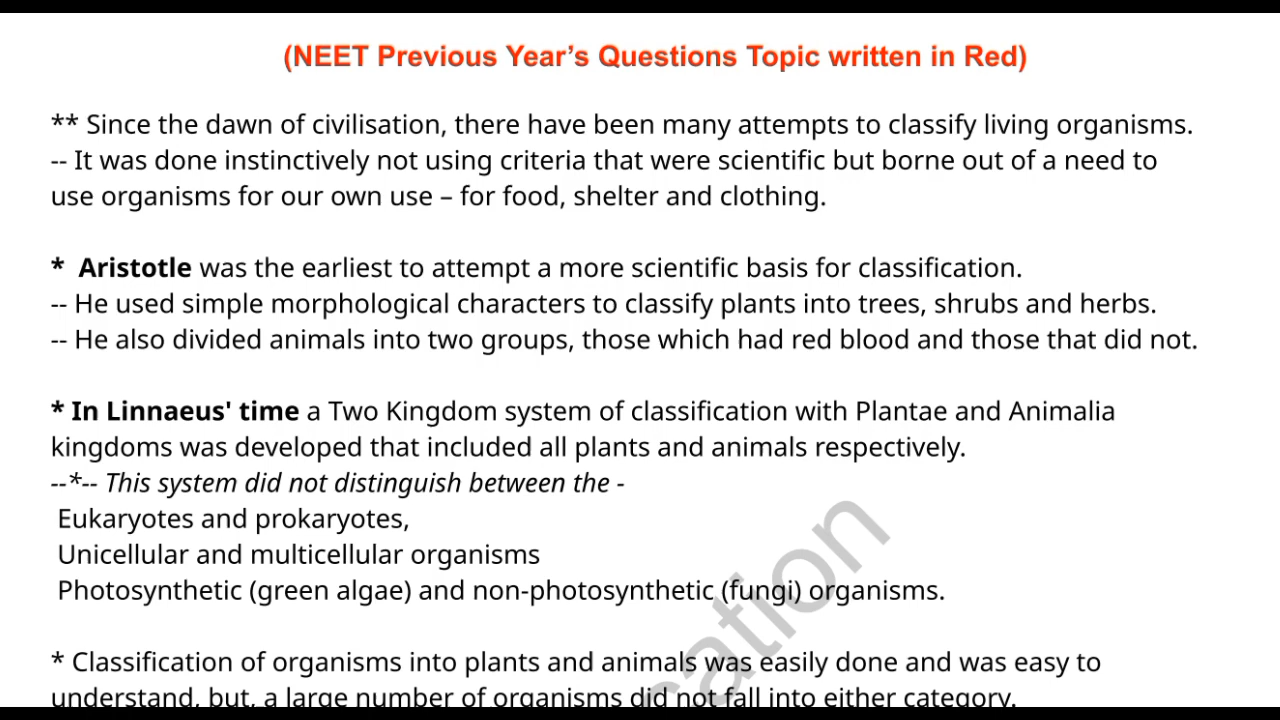 (NEET Previous Year’s Questions Topic written in Red)
** Since the dawn of civilisation, there have been many attempts to classify living organisms.
-- It was done instinctively not using criteria that were scientific but borne out of a need to
use organisms for our own use – for food, shelter and clothing.
*  Aristotle was the earliest to attempt a more scientific basis for classification.
-- He used simple morphological characters to classify plants into trees, shrubs and herbs.
-- He also divided animals into two groups, those which had red blood and those that did not.
* In Linnaeus' time a Two Kingdom system of classification with Plantae and Animalia
kingdoms was developed that included all plants and animals respectively.
--*-- This system did not distinguish between the -
Eukaryotes and prokaryotes,
Unicellular and multicellular organisms
Photosynthetic (green algae) and non-photosynthetic (fungi) organisms.
* Classification of organisms into plants and animals was easily done and was easy to
understand, but, a large number of organisms did not fall into either category.